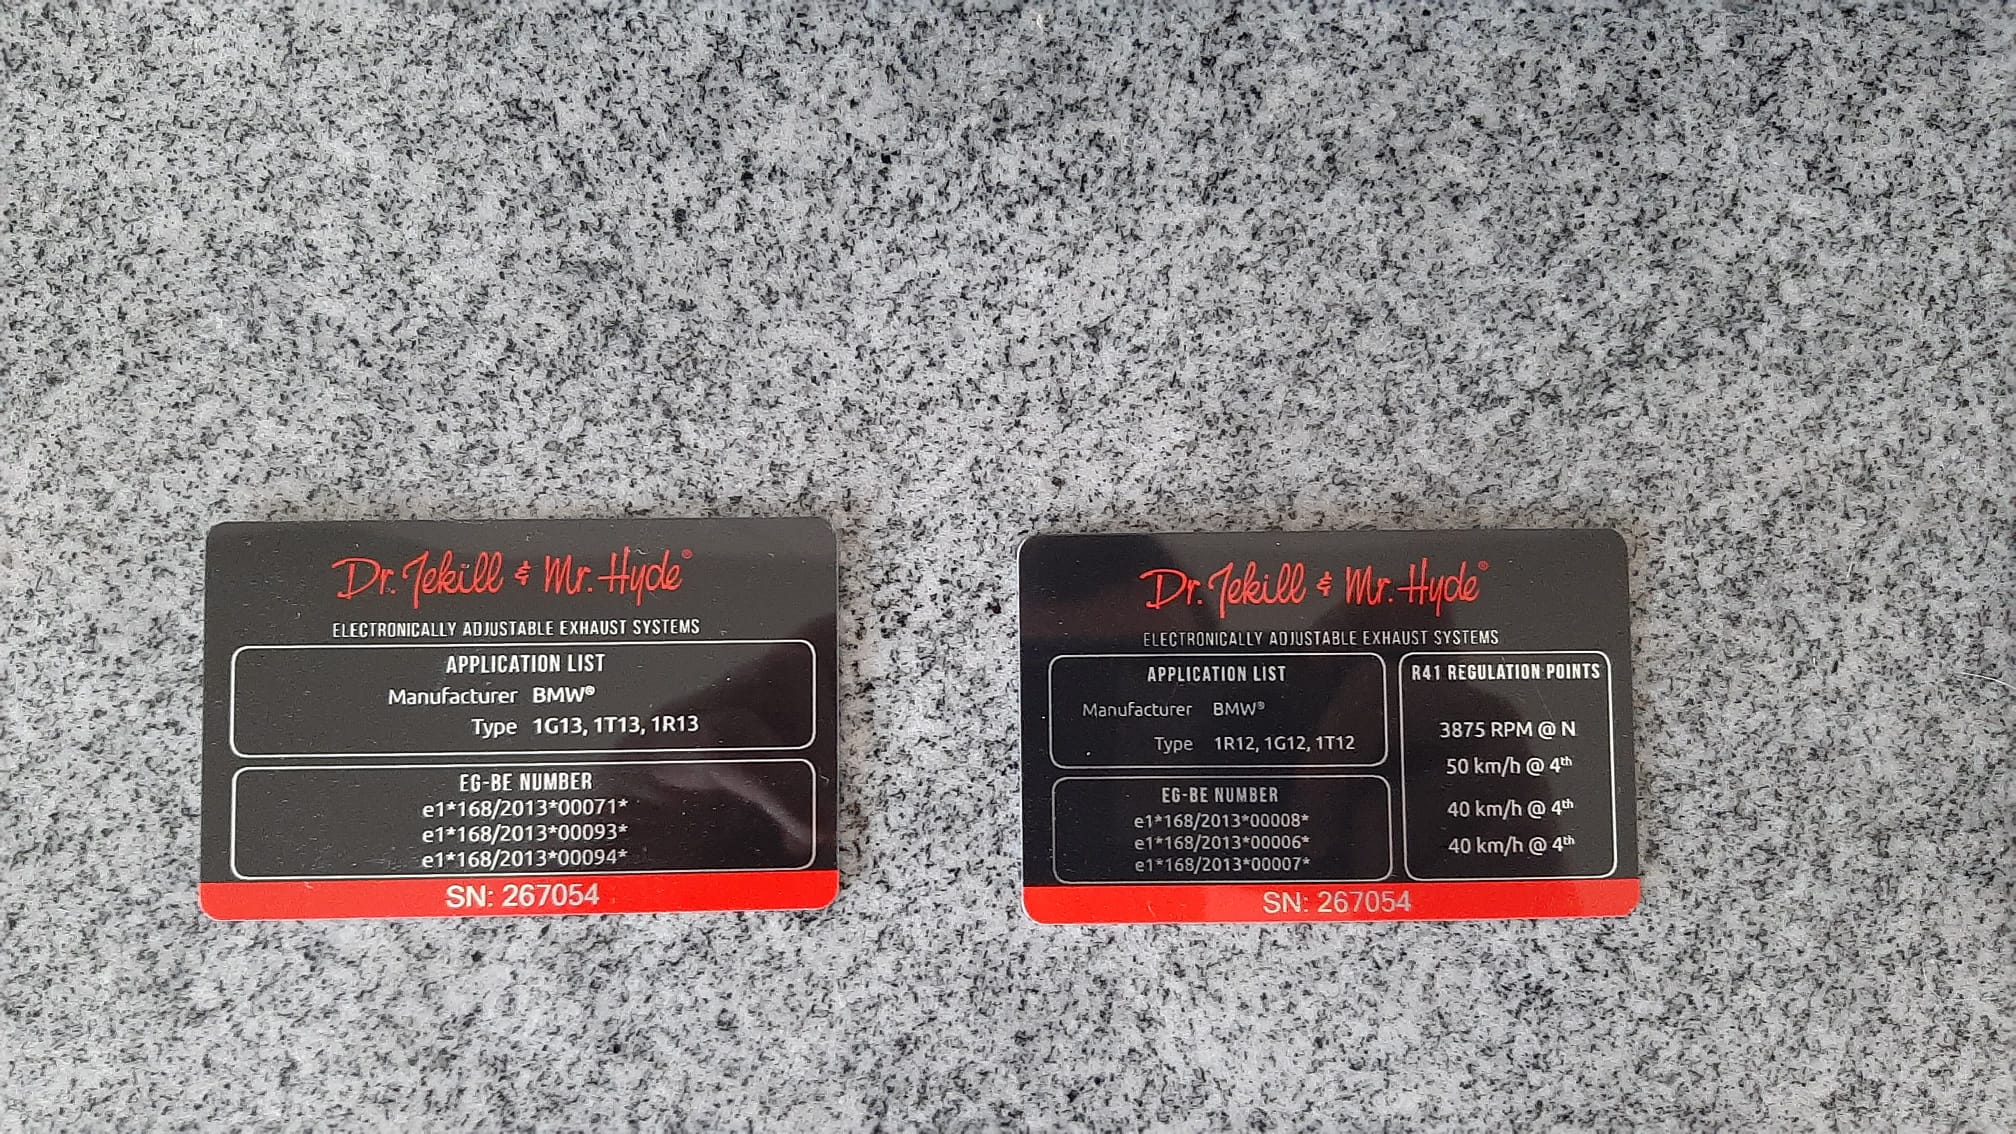 Dr. Jekill & Mr. Hyde®
ELECTRONICALLY ADJUSTABLE EXHAUST SYSTEMS
APPLICATION LIST
Manufacturer BMW®
Type 1G13, 1T13, 1R13
EG-BE NUMBER
e1*168/2013*00071*
e1*168/2013*00093*
e1*168/2013*00094*
SN: 267054
Dr. Jekill & Mr. Hyde®
ELECTRONICALLY ADJUSTABLE EXHAUST SYSTEMS
APPLICATION LIST
Manufacturer BMW®
Type 1R12, 1G12, 1T12
EG-BE NUMBER
e1*168/2013*00008*
e1*168/2013*00006*
e1*168/2013*00007*
R41 REGULATION POINTS
3875 RPM @ N
50 km/h @ 4th
40 km/h @ 4th
40 km/h @ 4th
SN: 267054